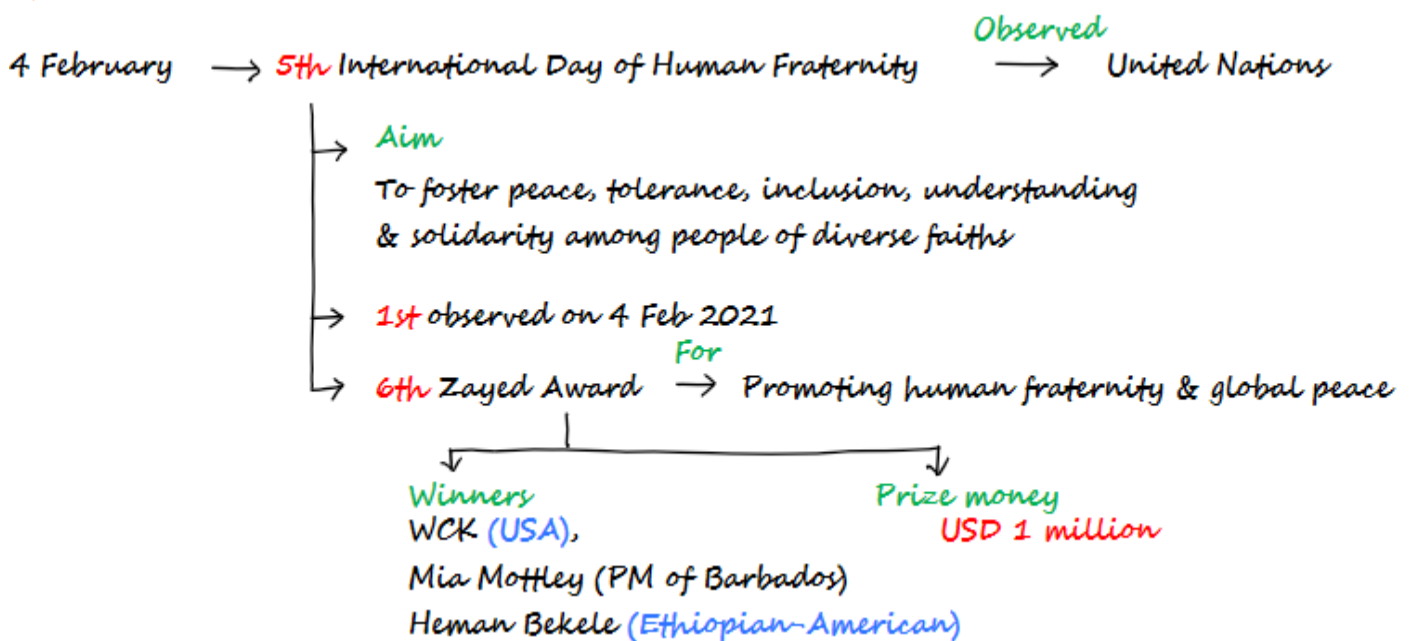 Observed
4 February → 5th International Day of Human Fraternity → United Nations
Aim
To foster peace, tolerance, inclusion, understanding
& solidarity among people of diverse faiths
1st observed on 4 Feb 2021
For
6th Zayed Award → Promoting human fraternity & global peace
Winners Prize money
WCK (USA), USD 1 million
Mia Mottley (PM of Barbados)
Heman Bekele (Ethiopian-American)